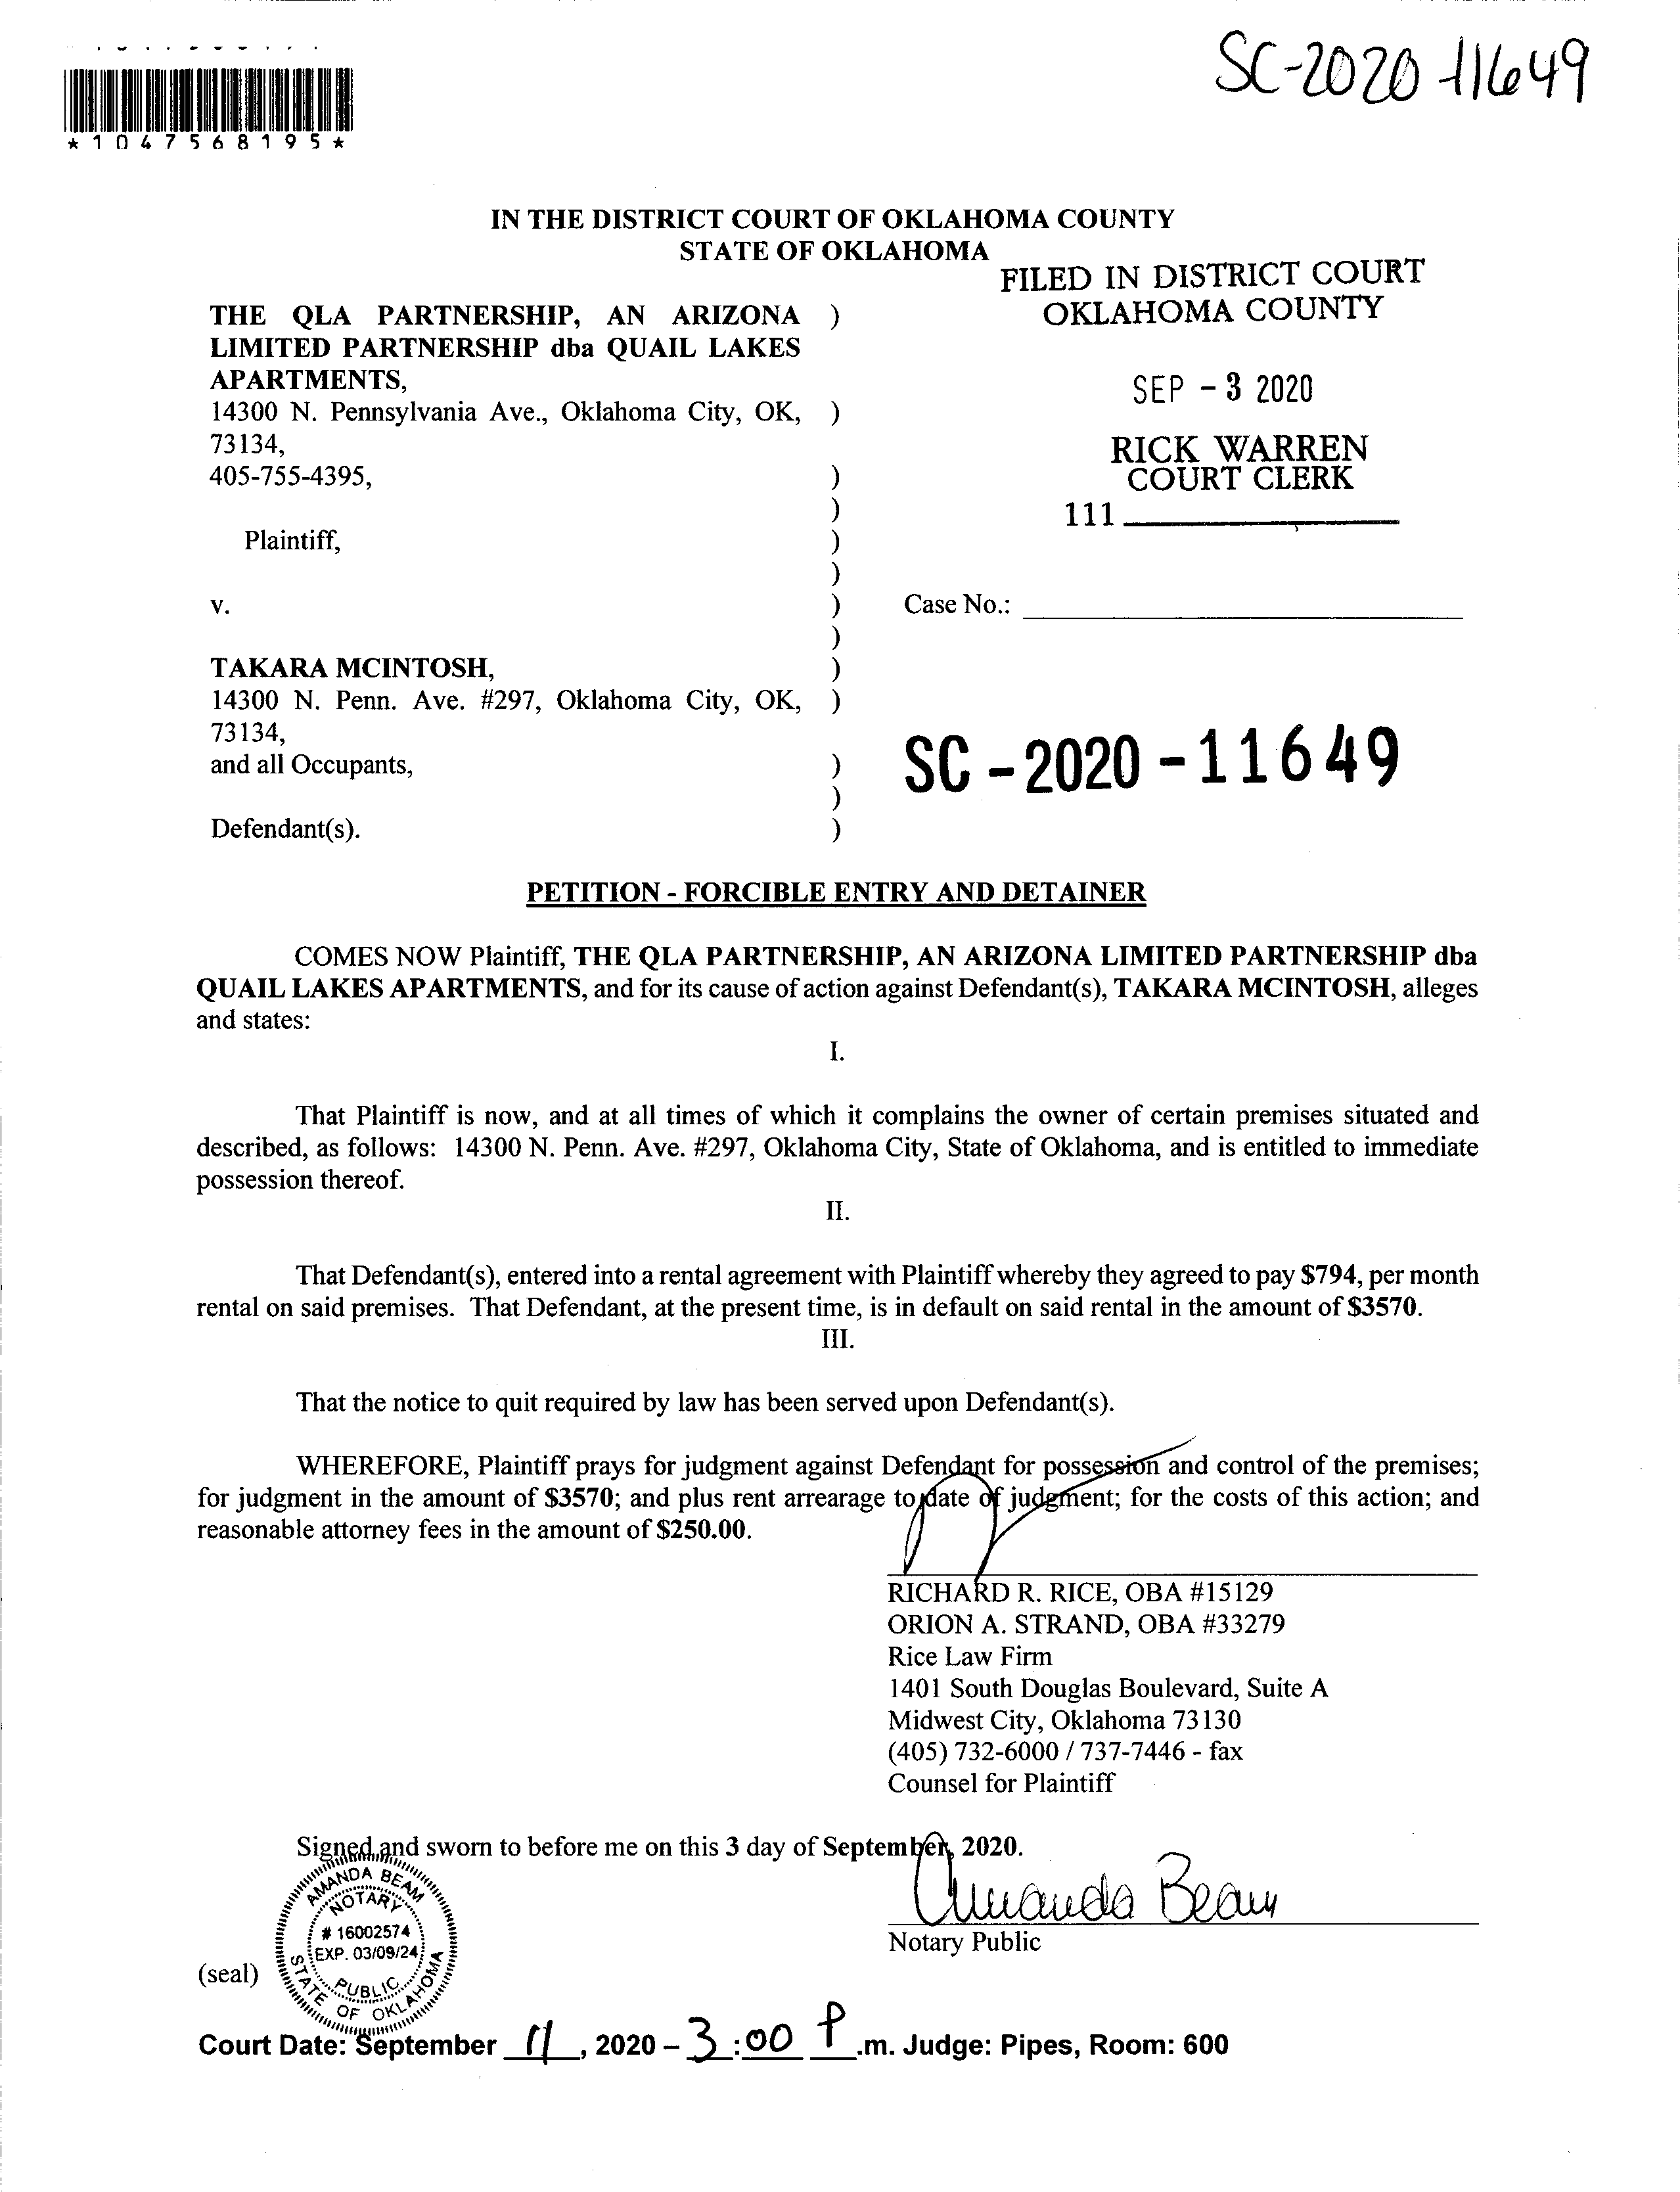 SC-2020-11649
*1047568195*
IN THE DISTRICT COURT OF OKLAHOMA COUNTY
STATE OF OKLAHOMA
FILED IN DISTRICT COURT
OKLAHOMA COUNTY
SEP - 3 2020
RICK WARREN
COURT CLERK
111
THE QLA PARTNERSHIP, AN ARIZONA )
LIMITED PARTNERSHIP dba QUAIL LAKES
APARTMENTS,
14300 N. Pennsylvania Ave., Oklahoma City, OK, )
73134,
405-755-4395, )
)
Plaintiff, )
)
v. ) Case No.:
)
TAKARA MCINTOSH, )
14300 N. Penn. Ave. #297, Oklahoma City, OK, )
73134,
and all Occupants, )
)
Defendant(s). )
SC-2020-11649
PETITION - FORCIBLE ENTRY AND DETAINER
COMES NOW Plaintiff, THE QLA PARTNERSHIP, AN ARIZONA LIMITED PARTNERSHIP dba
QUAIL LAKES APARTMENTS, and for its cause of action against Defendant(s), TAKARA MCINTOSH, alleges
and states:
I.
That Plaintiff is now, and at all times of which it complains the owner of certain premises situated and
described, as follows: 14300 N. Penn. Ave. #297, Oklahoma City, State of Oklahoma, and is entitled to immediate
possession thereof.
II.
That Defendant(s), entered into a rental agreement with Plaintiff whereby they agreed to pay $794, per month
rental on said premises. That Defendant, at the present time, is in default on said rental in the amount of $3570.
III.
That the notice to quit required by law has been served upon Defendant(s).
WHEREFORE, Plaintiff prays for judgment against Defendant for possession and control of the premises;
for judgment in the amount of $3570; and plus rent arrearage to date of judgment; for the costs of this action; and
reasonable attorney fees in the amount of $250.00.
RICHARD R. RICE, OBA #15129
ORION A. STRAND, OBA #33279
Rice Law Firm
1401 South Douglas Boulevard, Suite A
Midwest City, Oklahoma 73130
(405) 732-6000 / 737-7446 - fax
Counsel for Plaintiff
Signed and sworn to before me on this 3 day of September, 2020.
Amanda Beam
Notary Public
(seal)
AMANDA BEAM
NOTARY
# 16002574
EXP. 03/09/24
PUBLIC
STATE OF OKLAHOMA
Court Date: September 11, 2020 – 3:00 P.m. Judge: Pipes, Room: 600